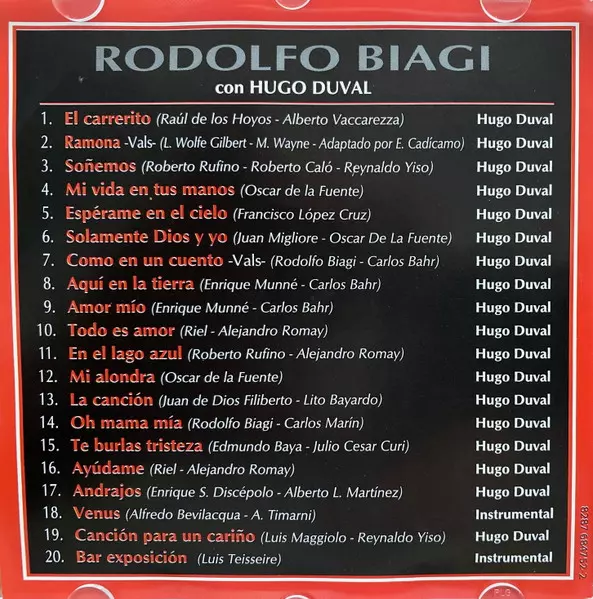 RODOLFO BIAGI
con HUGO DUVAL
1. El carrerito (Raúl de los Hoyos - Alberto Vaccarezza) Hugo Duval
2. Ramona -Vals- (L. Wolfe Gilbert - M. Wayne - Adaptado por E. Cadícamo) Hugo Duval
3. Soñemos (Roberto Rufino - Roberto Caló - Reynaldo Yiso) Hugo Duval
4. Mi vida en tus manos (Oscar de la Fuente) Hugo Duval
5. Espérame en el cielo (Francisco López Cruz) Hugo Duval
6. Solamente Dios y yo (Juan Migliore - Oscar De La Fuente) Hugo Duval
7. Como en un cuento -Vals- (Rodolfo Biagi - Carlos Bahr) Hugo Duval
8. Aquí en la tierra (Enrique Munné - Carlos Bahr) Hugo Duval
9. Amor mío (Enrique Munné - Carlos Bahr) Hugo Duval
10. Todo es amor (Riel - Alejandro Romay) Hugo Duval
11. En el lago azul (Roberto Rufino - Alejandro Romay) Hugo Duval
12. Mi alondra (Oscar de la Fuente) Hugo Duval
13. La canción (Juan de Dios Filiberto - Lito Bayardo) Hugo Duval
14. Oh mama mía (Rodolfo Biagi - Carlos Marín) Hugo Duval
15. Te burlas tristeza (Edmundo Baya - Julio Cesar Curi) Hugo Duval
16. Ayúdame (Riel - Alejandro Romay) Hugo Duval
17. Andrajos (Enrique S. Discépolo - Alberto L. Martínez) Hugo Duval
18. Venus (Alfredo Bevilacqua - A. Timarni) Instrumental
19. Canción para un cariño (Luis Maggiolo - Reynaldo Yiso) Hugo Duval
20. Bar exposición (Luis Teisseire) Instrumental